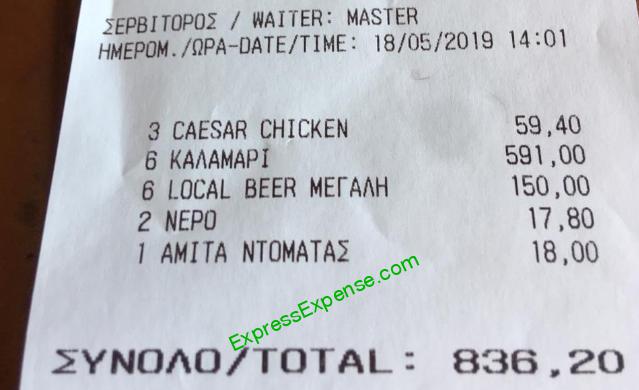 ΣΕΡΒΙΤΟΡΟΣ / WAITER: MASTER
ΗΜΕΡΟΜ./ΩΡΑ-DATE/TIME: 18/05/2019 14:01
3 CAESAR CHICKEN 59,40
6 ΚΑΛΑΜΑΡΙ 591,00
6 LOCAL BEER ΜΕΓΑΛΗ 150,00
2 ΝΕΡΟ 17,80
1 ΑΜΙΤΑ ΝΤΟΜΑΤΑΣ 18,00
ExpressExpense.com
ΣΥΝΟΛΟ/TOTAL: 836,20